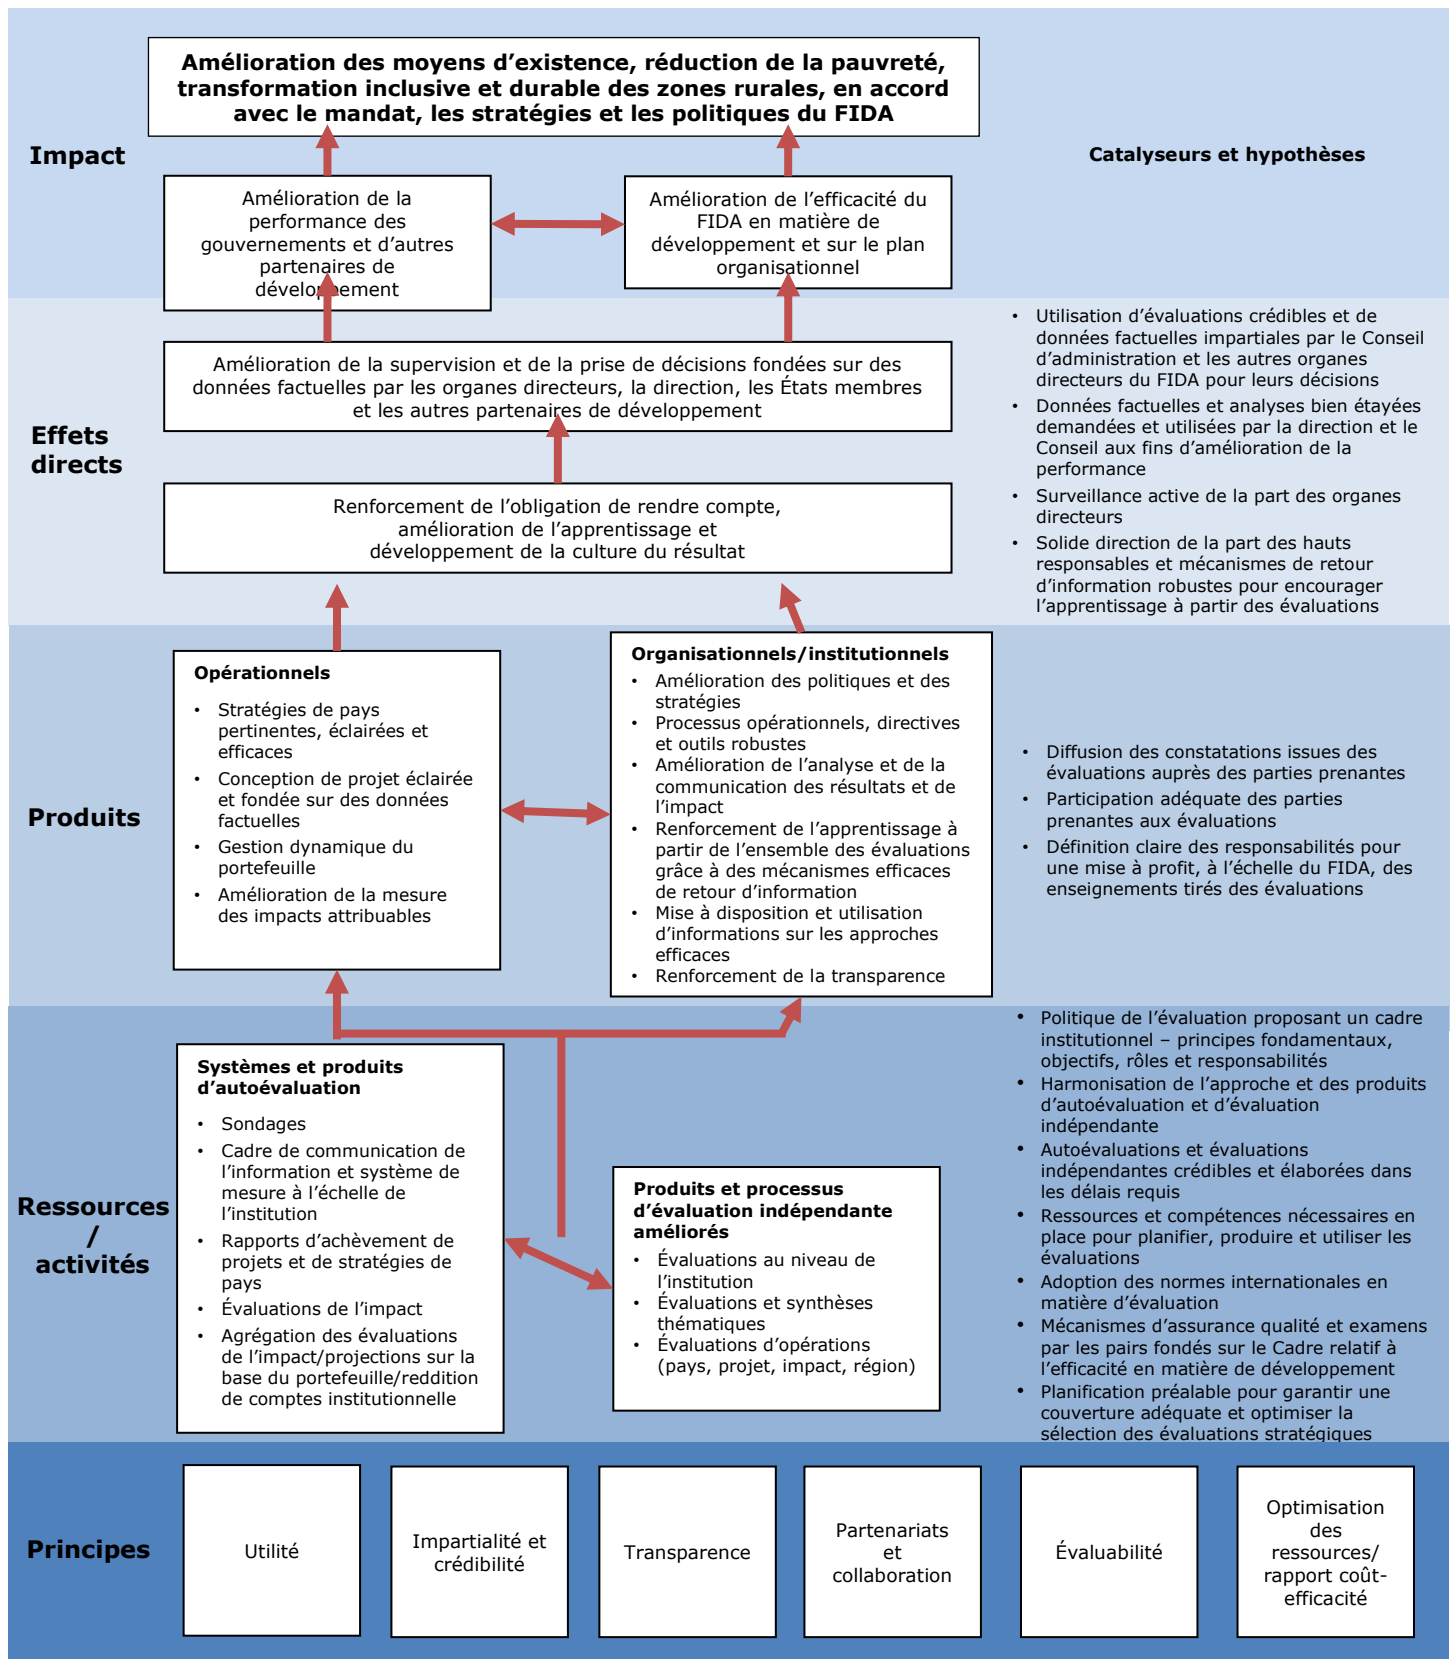 Amélioration des moyens d’existence, réduction de la pauvreté,
transformation inclusive et durable des zones rurales, en accord
avec le mandat, les stratégies et les politiques du FIDA
Impact
Catalyseurs et hypothèses
Amélioration de la
performance des
gouvernements et d’autres
partenaires de
développement
Amélioration de l’efficacité du
FIDA en matière de
développement et sur le plan
organisationnel
Effets
directs
Amélioration de la supervision et de la prise de décisions fondées sur des
données factuelles par les organes directeurs, la direction, les États membres
et les autres partenaires de développement
Renforcement de l’obligation de rendre compte,
amélioration de l’apprentissage et
développement de la culture du résultat
• Utilisation d’évaluations crédibles et de
données factuelles impartiales par le Conseil
d’administration et les autres organes
directeurs du FIDA pour leurs décisions
• Données factuelles et analyses bien étayées
demandées et utilisées par la direction et le
Conseil aux fins d’amélioration de la
performance
• Surveillance active de la part des organes
directeurs
• Solide direction de la part des hauts
responsables et mécanismes de retour
d’information robustes pour encourager
l’apprentissage à partir des évaluations
Produits
Opérationnels
• Stratégies de pays
pertinentes, éclairées et
efficaces
• Conception de projet éclairée
et fondée sur des données
factuelles
• Gestion dynamique du
portefeuille
• Amélioration de la mesure
des impacts attribuables
Organisationnels/institutionnels
• Amélioration des politiques et des
stratégies
• Processus opérationnels, directives
et outils robustes
• Amélioration de l’analyse et de la
communication des résultats et de
l’impact
• Renforcement de l’apprentissage à
partir de l’ensemble des évaluations
grâce à des mécanismes efficaces
de retour d’information
• Mise à disposition et utilisation
d’informations sur les approches
efficaces
• Renforcement de la transparence
• Diffusion des constatations issues des
évaluations auprès des parties prenantes
• Participation adéquate des parties
prenantes aux évaluations
• Définition claire des responsabilités pour
une mise à profit, à l’échelle du FIDA, des
enseignements tirés des évaluations
Ressources
/
activités
Systèmes et produits
d’autoévaluation
• Sondages
• Cadre de communication de
l’information et système de
mesure à l’échelle de
l’institution
• Rapports d’achèvement de
projets et de stratégies de
pays
• Évaluations de l’impact
• Agrégation des évaluations
de l’impact/projections sur la
base du portefeuille/reddition
de comptes institutionnelle
Produits et processus
d’évaluation indépendante
améliorés
• Évaluations au niveau de
l’institution
• Évaluations et synthèses
thématiques
• Évaluations d’opérations
(pays, projet, impact, région)
• Politique de l’évaluation proposant un cadre
institutionnel – principes fondamentaux,
objectifs, rôles et responsabilités
• Harmonisation de l’approche et des produits
d’autoévaluation et d’évaluation
indépendante
• Autoévaluations et évaluations
indépendantes crédibles et élaborées dans
les délais requis
• Ressources et compétences nécessaires en
place pour planifier, produire et utiliser les
évaluations
• Adoption des normes internationales en
matière d’évaluation
• Mécanismes d’assurance qualité et examens
par les pairs fondés sur le Cadre relatif à
l’efficacité en matière de développement
• Planification préalable pour garantir une
couverture adéquate et optimiser la
sélection des évaluations stratégiques
Principes
Utilité
Impartialité et
crédibilité
Transparence
Partenariats
et
collaboration
Évaluabilité
Optimisation
des
ressources/
rapport coût-
efficacité